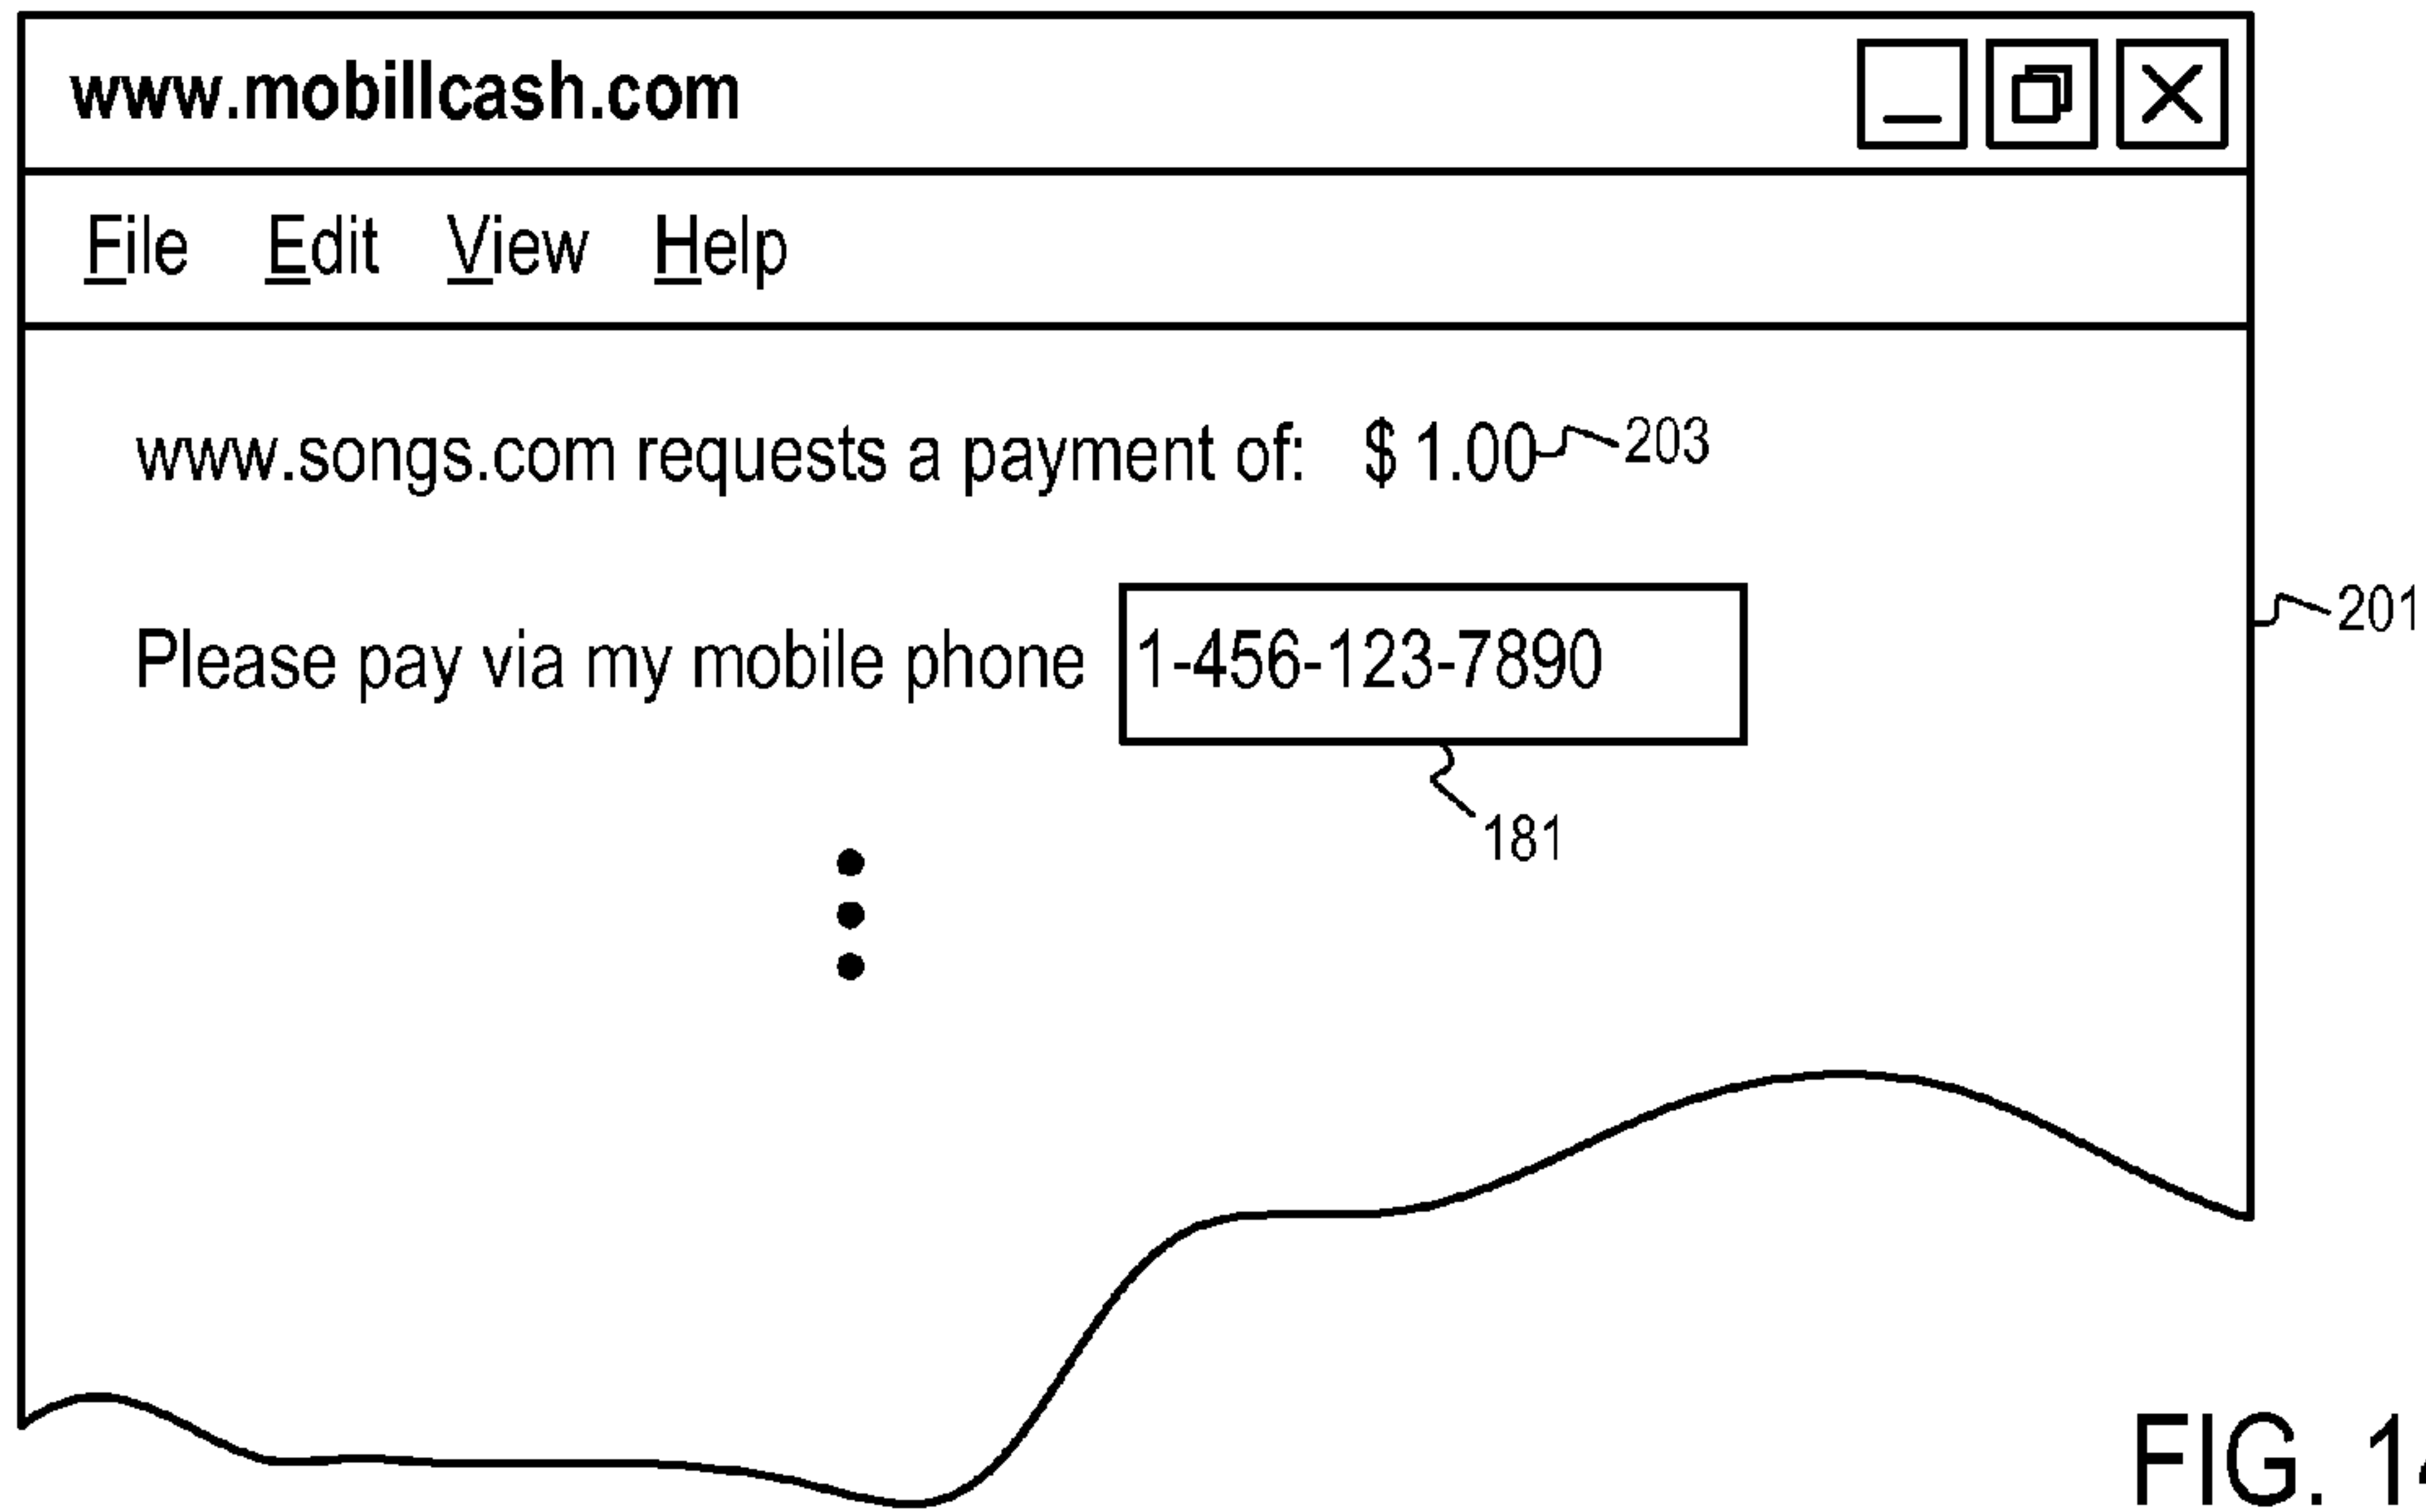 www.mobillcash.com
File Edit View Help
www.songs.com requests a payment of: $ 1.00 203
201
Please pay via my mobile phone 1-456-123-7890
181
FIG. 14